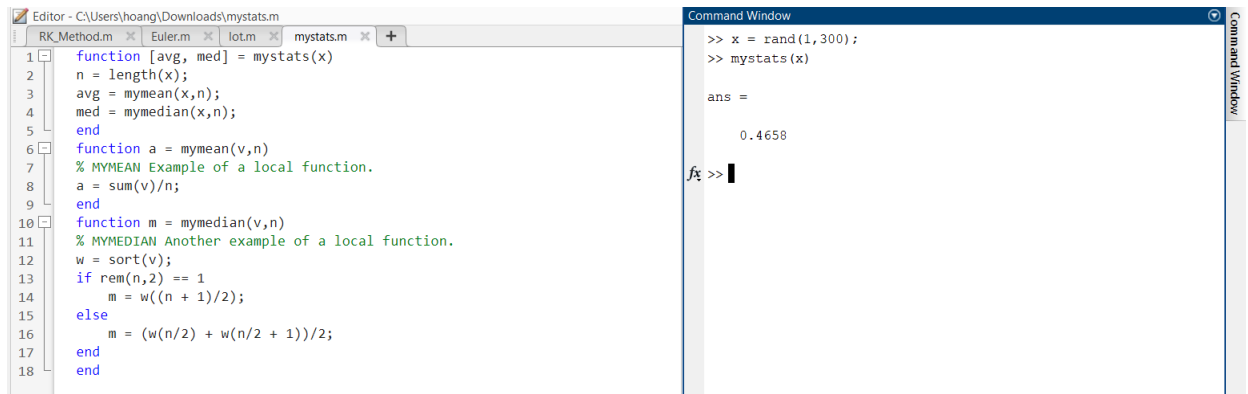 Editor - C:\Users\hoang\Downloads\mystats.m
RK_Method.m Euler.m lot.m mystats.m +
1 function [avg, med] = mystats(x)
2 n = length(x);
3 avg = mymean(x,n);
4 med = mymedian(x,n);
5 end
6 function a = mymean(v,n)
7 % MYMEAN Example of a local function.
8 a = sum(v)/n;
9 end
10 function m = mymedian(v,n)
11 % MYMEDIAN Another example of a local function.
12 w = sort(v);
13 if rem(n,2) == 1
14 m = w((n + 1)/2);
15 else
16 m = (w(n/2) + w(n/2 + 1))/2;
17 end
18 end
Command Window
>> x = rand(1,300);
>> mystats(x)
ans =
0.4658
fx >>
Command Window